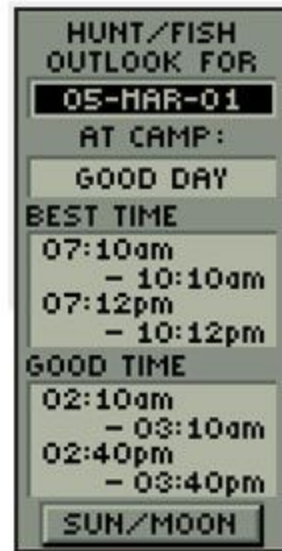 HUNT/FISH
OUTLOOK FOR
05-MAR-01
AT CAMP:
GOOD DAY
BEST TIME
07:10am
- 10:10am
07:12pm
- 10:12pm
GOOD TIME
02:10am
- 03:10am
02:40pm
- 03:40pm
SUN/MOON